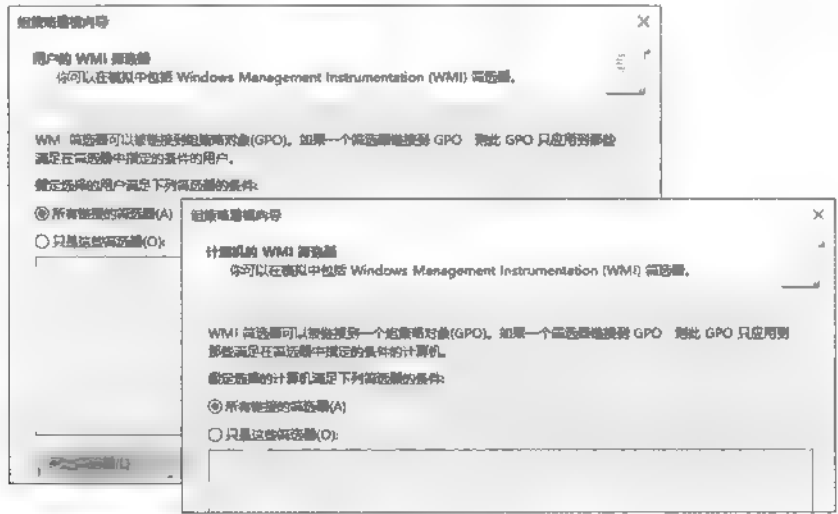 组策略建模向导
用户的 WMI 筛选器
你可以在模拟中包括 Windows Management Instrumentation (WMI) 筛选器。
WMI 筛选器可以被链接到组策略对象(GPO)。如果一个筛选器链接到 GPO 则此 GPO 只应用到那些
满足在筛选器中指定的条件的用户。
假定选择的用户满足下列筛选器的条件:
所有链接的筛选器(A)
只是这些筛选器(O):
组策略建模向导
计算机的 WMI 筛选器
你可以在模拟中包括 Windows Management Instrumentation (WMI) 筛选器。
WMI 筛选器可以被链接到一个组策略对象(GPO)。如果一个筛选器链接到 GPO 则此 GPO 只应用到
那些满足在筛选器中指定的条件的计算机。
假定选择的计算机满足下列筛选器的条件:
所有链接的筛选器(A)
只是这些筛选器(O):